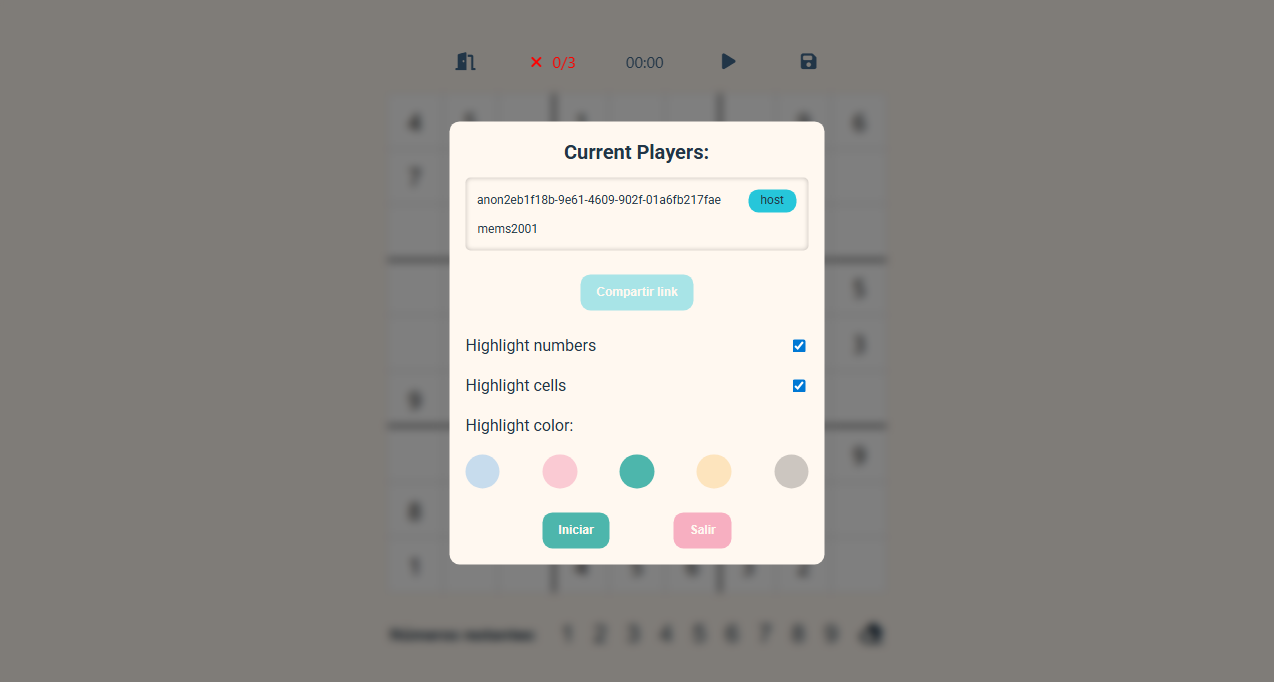 0/3 00:00
4 6
Current Players:
7
anon2eb1f18b-9e61-4609-902f-01a6fb217fae host
mems2001
Compartir link
5
Highlight numbers
3
Highlight cells
9
Highlight color:
9
8
Iniciar Salir
1
Números restantes: 1 2 3 4 5 6 7 8 9